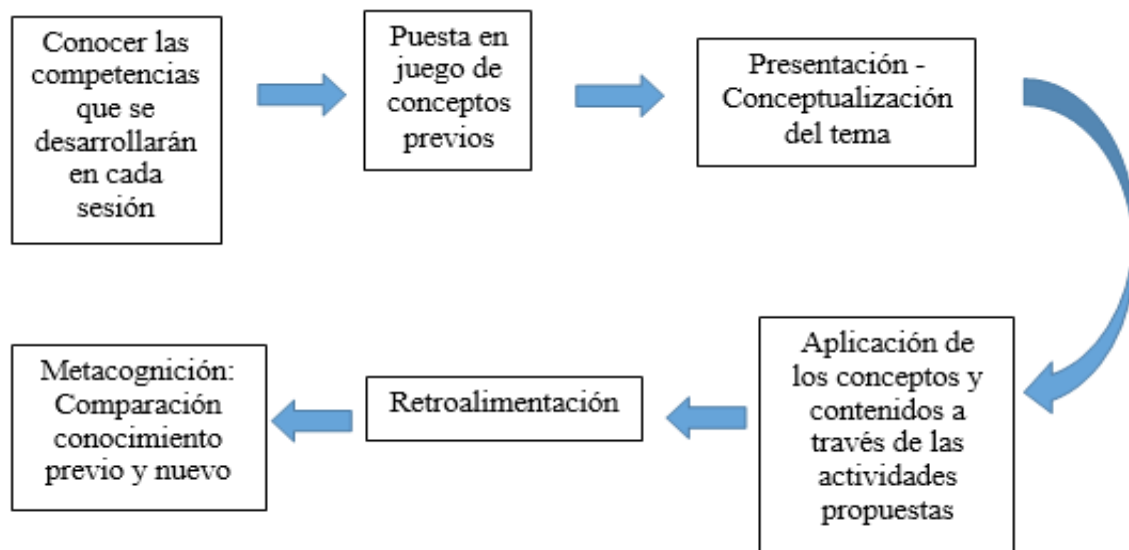 Conocer las
competencias
que se
desarrollarán
en cada
sesión
Puesta en
juego de
conceptos
previos
Presentación -
Conceptualización
del tema
Aplicación de
los conceptos y
contenidos a
través de las
actividades
propuestas
Retroalimentación
Metacognición:
Comparación
conocimiento
previo y nuevo